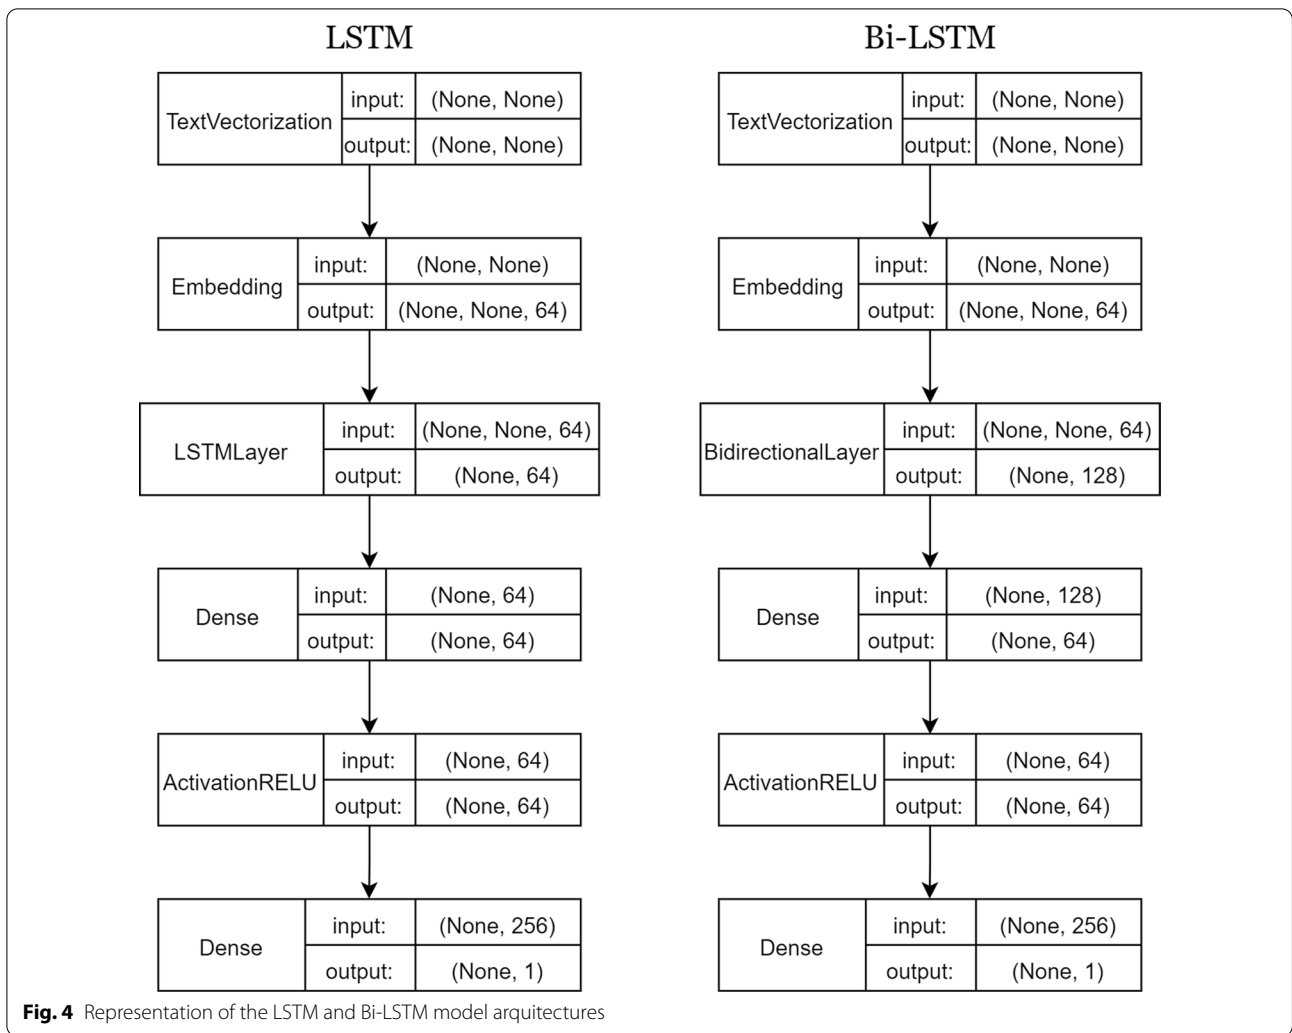 LSTM
TextVectorization
input: (None, None)
output: (None, None)
Embedding
input: (None, None)
output: (None, None, 64)
LSTMLayer
input: (None, None, 64)
output: (None, 64)
Dense
input: (None, 64)
output: (None, 64)
ActivationRELU
input: (None, 64)
output: (None, 64)
Dense
input: (None, 256)
output: (None, 1)
Bi-LSTM
TextVectorization
input: (None, None)
output: (None, None)
Embedding
input: (None, None)
output: (None, None, 64)
BidirectionalLayer
input: (None, None, 64)
output: (None, 128)
Dense
input: (None, 128)
output: (None, 64)
ActivationRELU
input: (None, 64)
output: (None, 64)
Dense
input: (None, 256)
output: (None, 1)
Fig. 4 Representation of the LSTM and Bi-LSTM model arquitectures